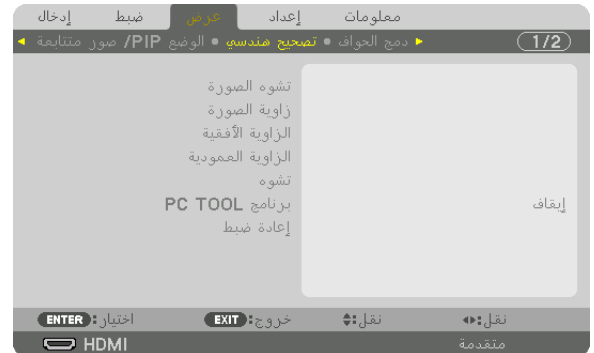 إدخال ضبط عرض إعداد معلومات
◄ دمج الحواف • تصحيح هندسي • الوضع PIP/ صور متتابعة ◄ 1/2
تشوه الصورة
زاوية الصورة
الزاوية الأفقية
الزاوية العمودية
تشوه
برنامج PC TOOL إيقاف
إعادة ضبط
ENTER: اختيار EXIT: خروج نقل: نقل:
HDMI متقدمة